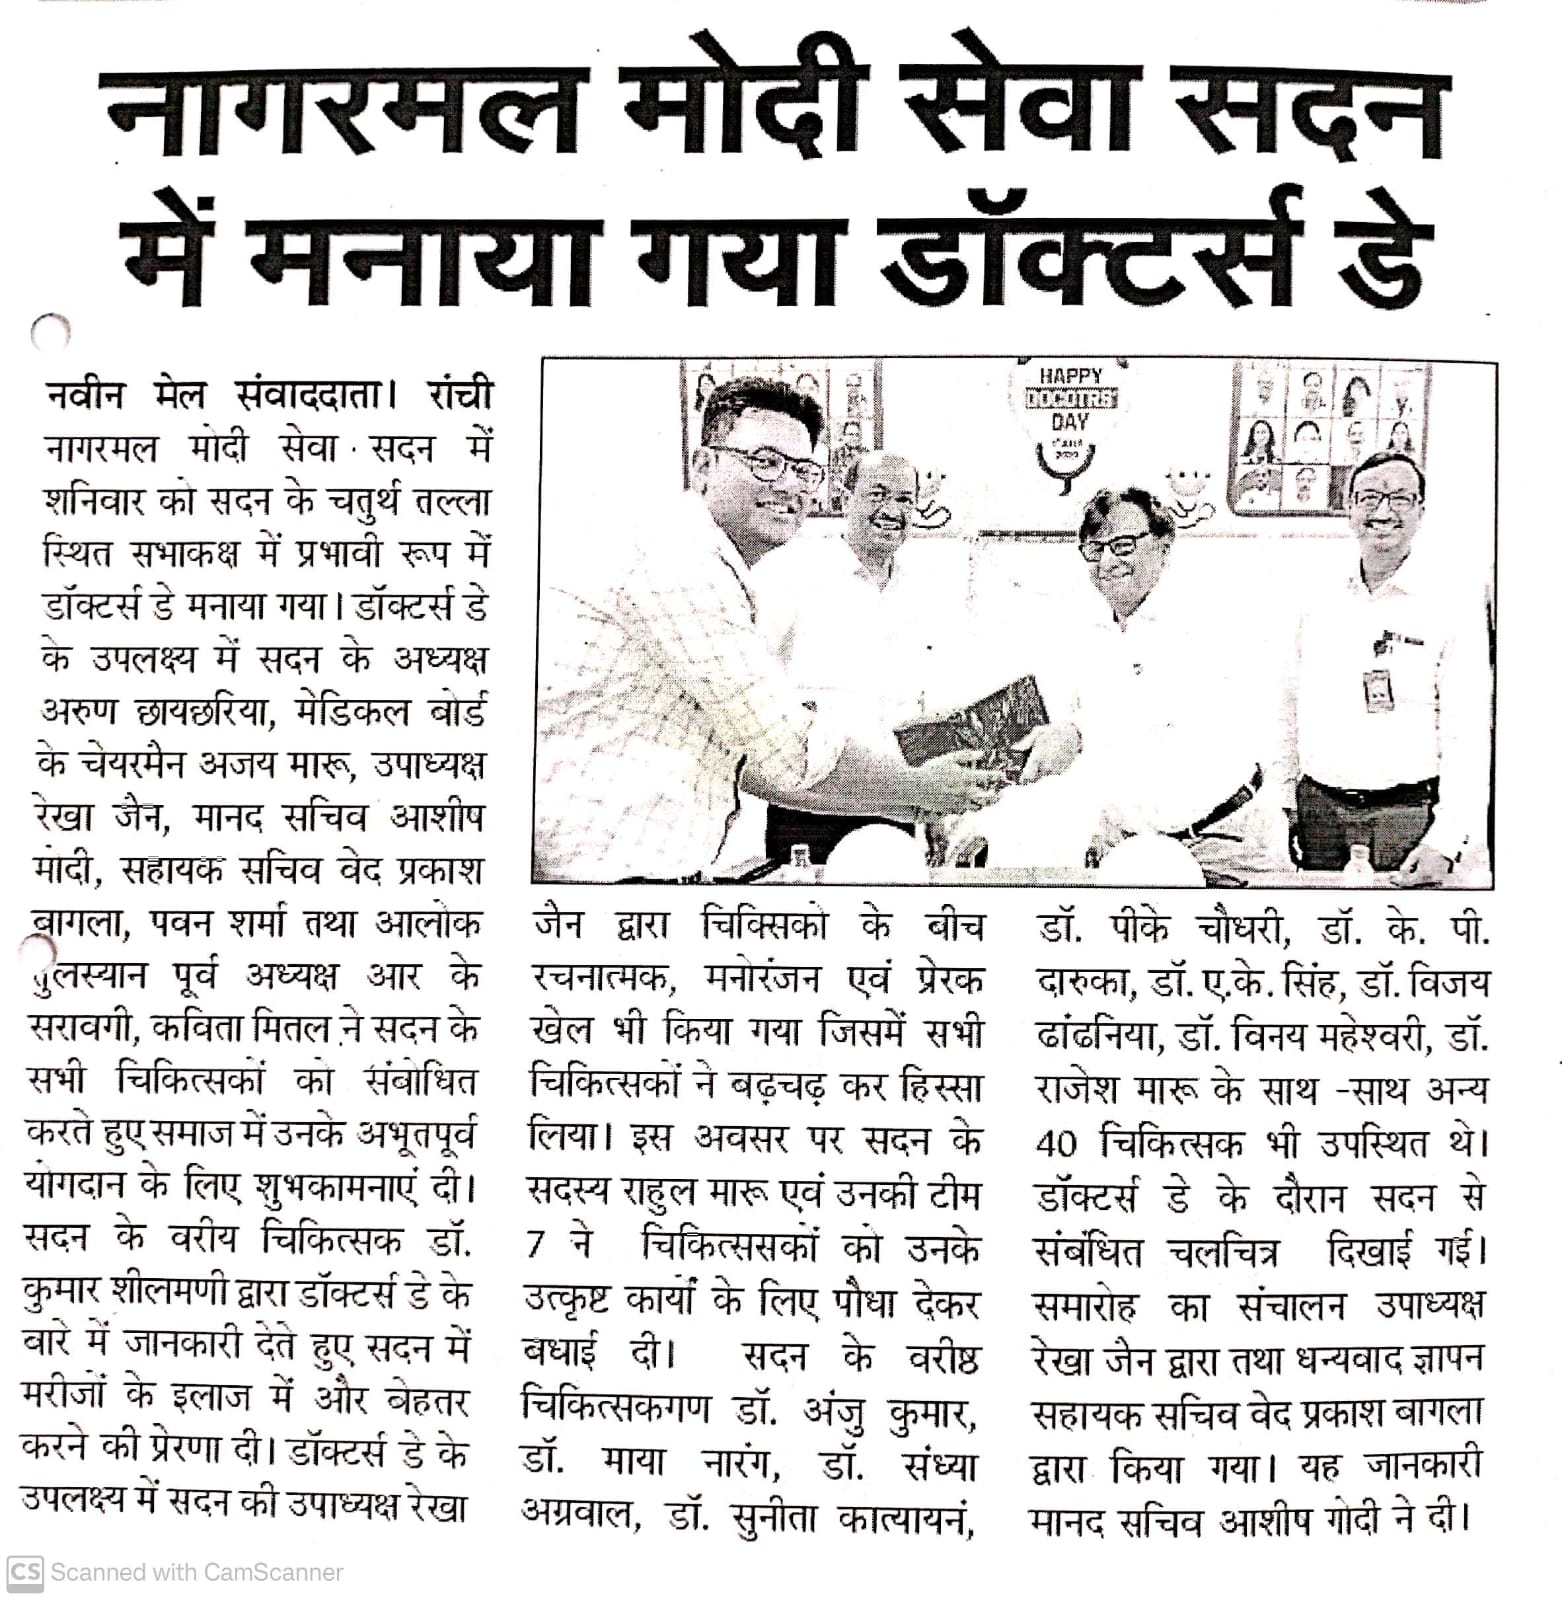 नागरमल मोदी सेवा सदन
में मनाया गया डॉक्टर्स डे
नवीन मेल संवाददाता। रांची
नागरमल मोदी सेवा सदन में
शनिवार को सदन के चतुर्थ तल्ला
स्थित सभाकक्ष में प्रभावी रूप में
डॉक्टर्स डे मनाया गया। डॉक्टर्स डे
के उपलक्ष्य में सदन के अध्यक्ष
अरुण छायछरिया, मेडिकल बोर्ड
के चेयरमैन अजय मारू, उपाध्यक्ष
रेखा जैन, मानद सचिव आशीष
मोदी, सहायक सचिव वेद प्रकाश
बागला, पवन शर्मा तथा आलोक
तुलस्यान पूर्व अध्यक्ष आर के
सरावगी, कविता मितल ने सदन के
सभी चिकित्सकों को संबोधित
करते हुए समाज में उनके अभूतपूर्व
योगदान के लिए शुभकामनाएं दी।
सदन के वरीय चिकित्सक डॉ.
कुमार शीलमणी द्वारा डॉक्टर्स डे के
बारे में जानकारी देते हुए सदन में
मरीजों के इलाज में और बेहतर
करने की प्रेरणा दी। डॉक्टर्स डे के
उपलक्ष्य में सदन की उपाध्यक्ष रेखा
HAPPY
DOCOTRS'
DAY
जैन द्वारा चिक्सिको के बीच
रचनात्मक, मनोरंजन एवं प्रेरक
खेल भी किया गया जिसमें सभी
चिकित्सकों ने बढ़चढ़ कर हिस्सा
लिया। इस अवसर पर सदन के
सदस्य राहुल मारू एवं उनकी टीम
7 ने चिकित्ससकों को उनके
उत्कृष्ट कार्यों के लिए पौधा देकर
बधाई दी। सदन के वरीष्ठ
चिकित्सकगण डॉ. अंजु कुमार,
डॉ. माया नारंग, डॉ. संध्या
अग्रवाल, डॉ. सुनीता कात्यायनं,
डॉ. पीके चौधरी, डॉ. के. पी.
दारुका, डॉ. ए.के. सिंह, डॉ. विजय
ढांढनिया, डॉ. विनय महेश्वरी, डॉ.
राजेश मारू के साथ -साथ अन्य
40 चिकित्सक भी उपस्थित थे।
डॉक्टर्स डे के दौरान सदन से
संबंधित चलचित्र दिखाई गई।
समारोह का संचालन उपाध्यक्ष
रेखा जैन द्वारा तथा धन्यवाद ज्ञापन
सहायक सचिव वेद प्रकाश बागला
द्वारा किया गया। यह जानकारी
मानद सचिव आशीष गोदी ने दी।
CS Scanned with CamScanner